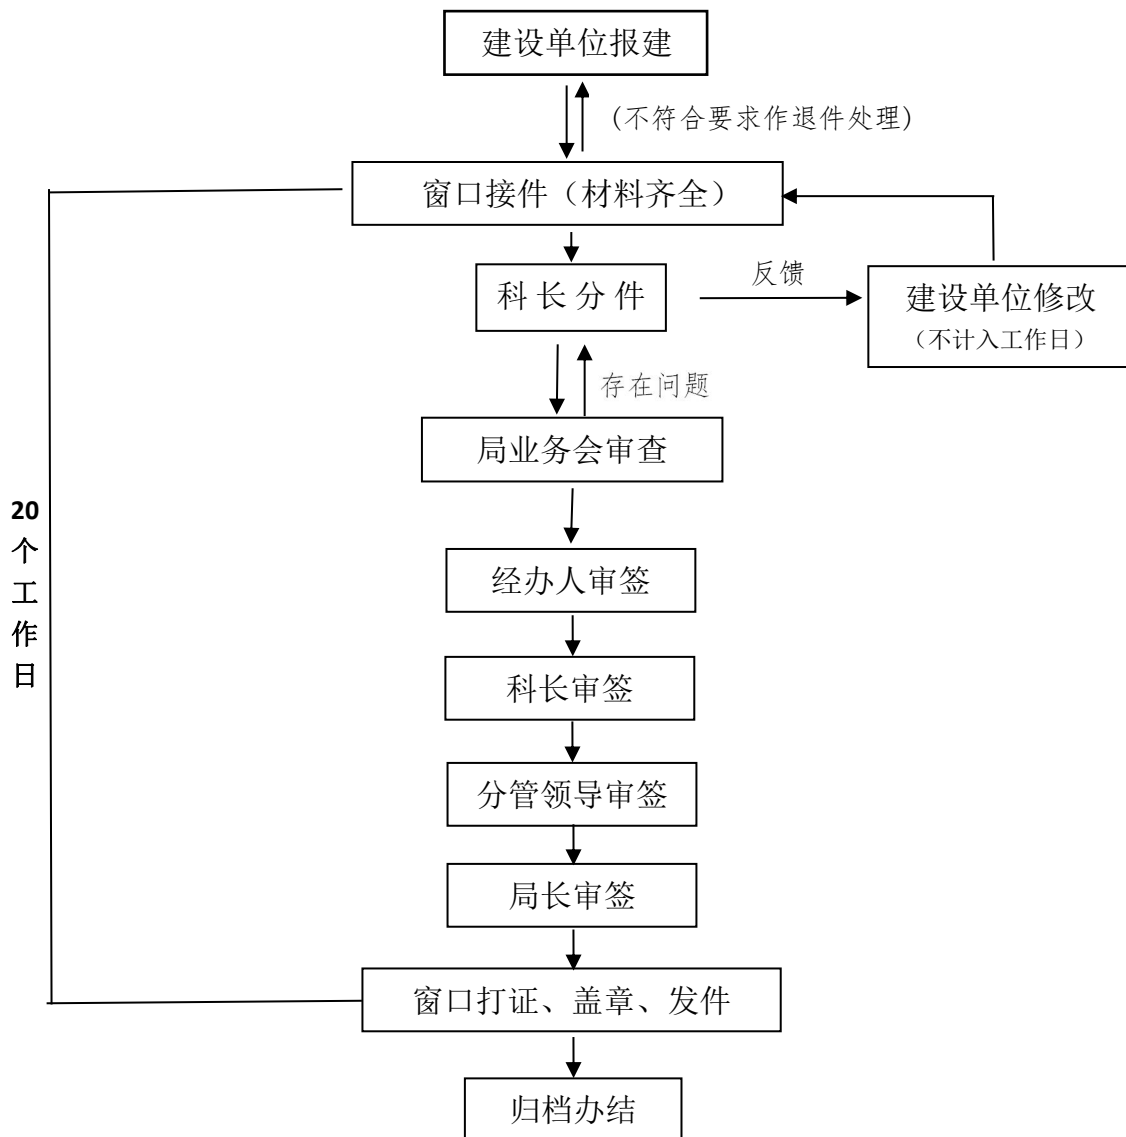 建设单位报建
(不符合要求作退件处理)
窗口接件（材料齐全）
科 长 分 件
反馈
建设单位修改
（不计入工作日）
存在问题
局业务会审查
20
个
工
作
日
经办人审签
科长审签
分管领导审签
局长审签
窗口打证、盖章、发件
归档办结